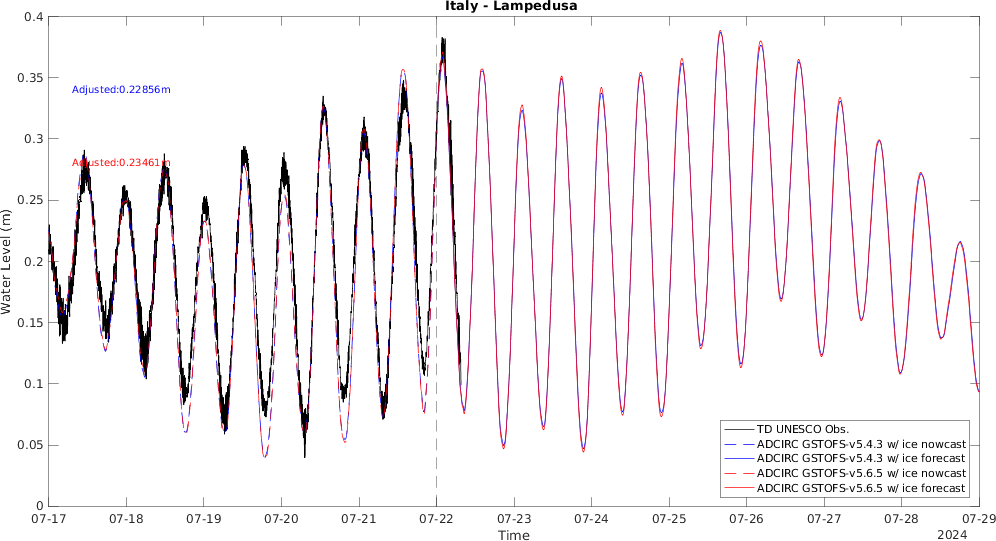 Italy - Lampedusa
0.4
0.35
0.3
0.25
0.2
0.15
0.1
0.05
0
Water Level (m)
Adjusted:0.22856m
Adjusted:0.23461m
TD UNESCO Obs.
ADCIRC GSTOFS-v5.4.3 w/ ice nowcast
ADCIRC GSTOFS-v5.4.3 w/ ice forecast
ADCIRC GSTOFS-v5.6.5 w/ ice nowcast
ADCIRC GSTOFS-v5.6.5 w/ ice forecast
07-17 07-18 07-19 07-20 07-21 07-22 07-23 07-24 07-25 07-26 07-27 07-28 07-29
Time
2024